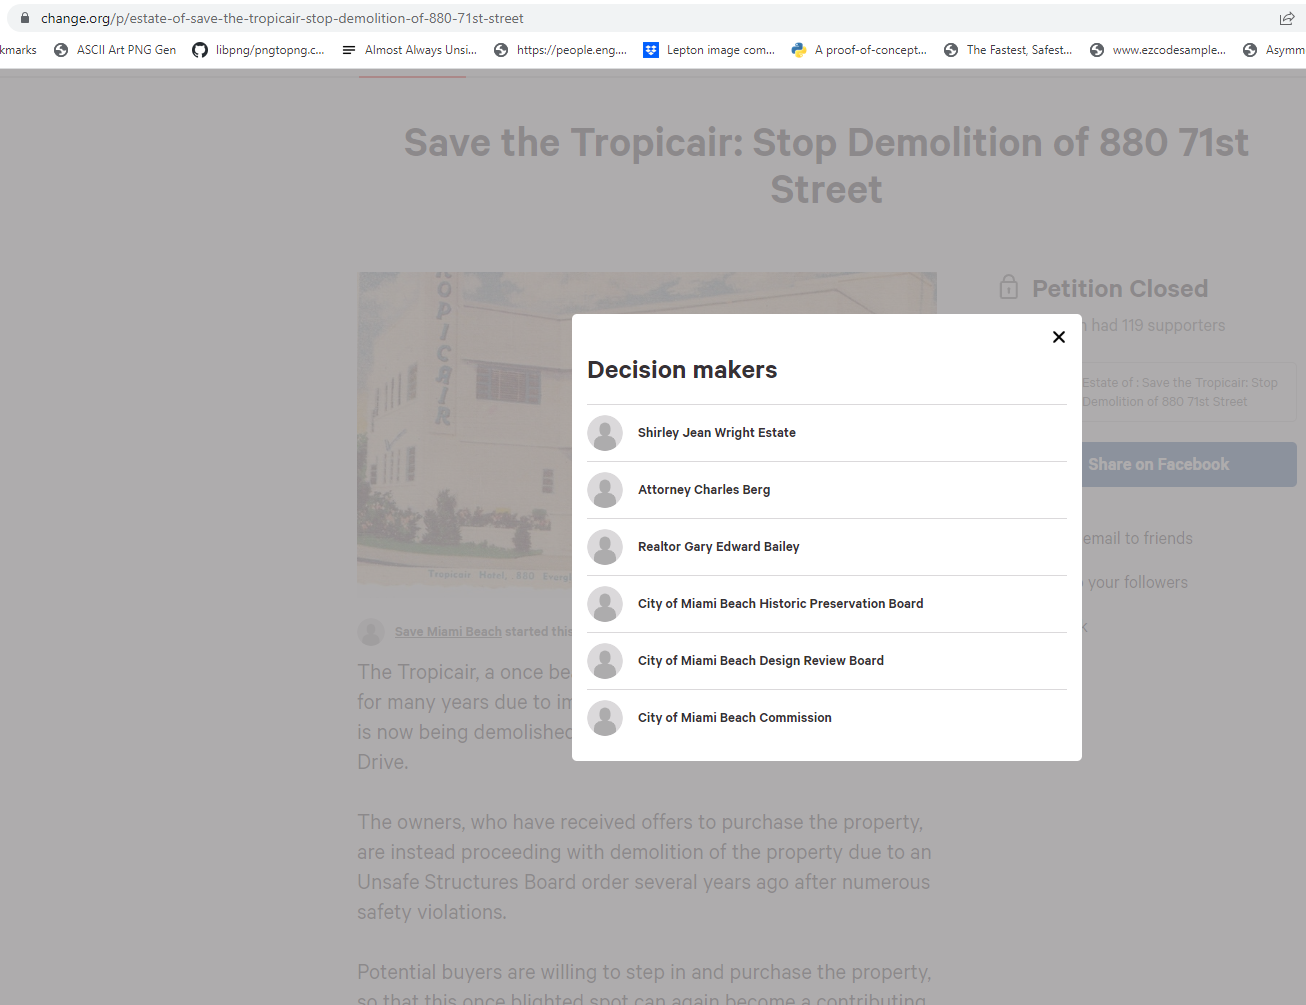 change.org/p/estate-of-save-the-tropicair-stop-demolition-of-880-71st-street
kmarks ASCII Art PNG Gen libpng/pngtopng.c... Almost Always Unsi... https://people.eng.... Lepton image com... A proof-of-concept... The Fastest, Safest... www.ezcodesample... Asymm
Save the Tropicair: Stop Demolition of 880 71st
Street
ROPICAIR
Tropicair Hotel, 880
Petition Closed
n had 119 supporters
Estate of : Save the Tropicair: Stop
Demolition of 880 71st Street
Share on Facebook
email to friends
your followers
k
Decision makers
Shirley Jean Wright Estate
Attorney Charles Berg
Realtor Gary Edward Bailey
City of Miami Beach Historic Preservation Board
City of Miami Beach Design Review Board
City of Miami Beach Commission
Save Miami Beach started this
The Tropicair, a once be
for many years due to im
is now being demolished
Drive.
The owners, who have received offers to purchase the property,
are instead proceeding with demolition of the property due to an
Unsafe Structures Board order several years ago after numerous
safety violations.
Potential buyers are willing to step in and purchase the property,
so that this once blighted spot can again become a contributing